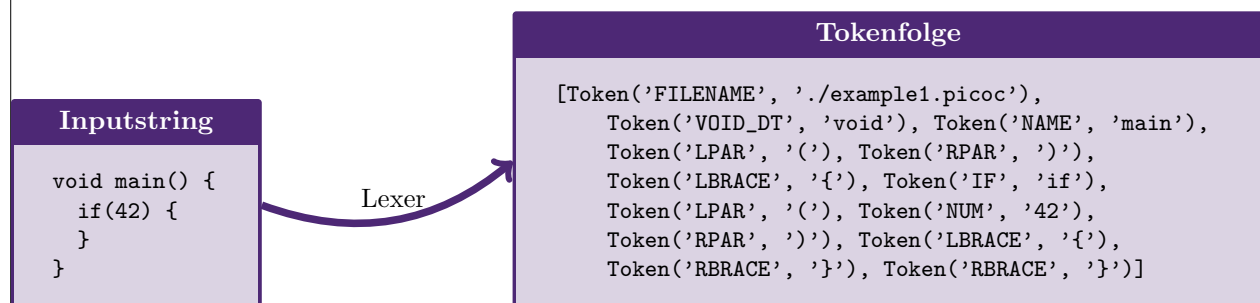 Inputstring
void main() {
  if(42) {
  }
}
Lexer
Tokenfolge
[Token('FILENAME', './example1.picoc'),
    Token('VOID_DT', 'void'), Token('NAME', 'main'),
    Token('LPAR', '('), Token('RPAR', ')'),
    Token('LBRACE', '{'), Token('IF', 'if'),
    Token('LPAR', '('), Token('NUM', '42'),
    Token('RPAR', ')'), Token('LBRACE', '{'),
    Token('RBRACE', '}'), Token('RBRACE', '}')]